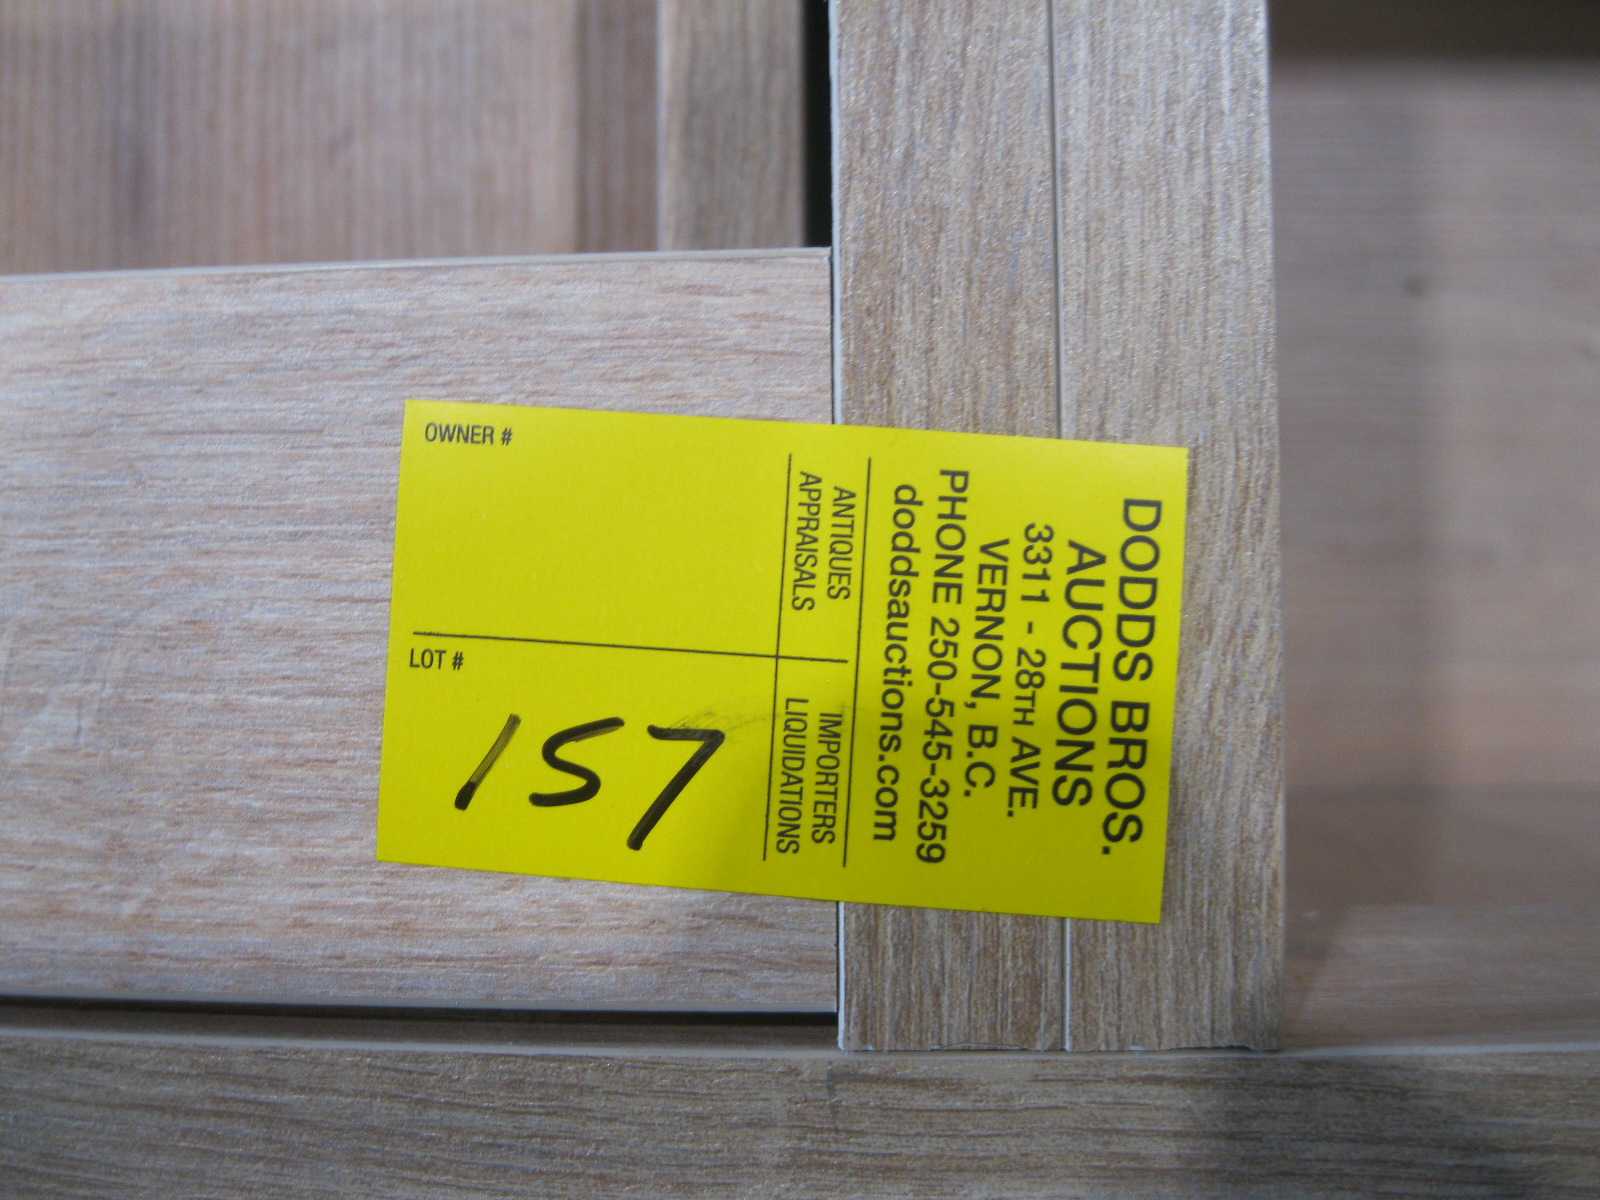 DODDS BROS.
AUCTIONS
3311 - 28TH AVE.
VERNON, B.C.
PHONE 250-545-3259
doddsauctions.com
ANTIQUES
APPRAISALS
IMPORTERS
LIQUIDATIONS
OWNER #
LOT #
157